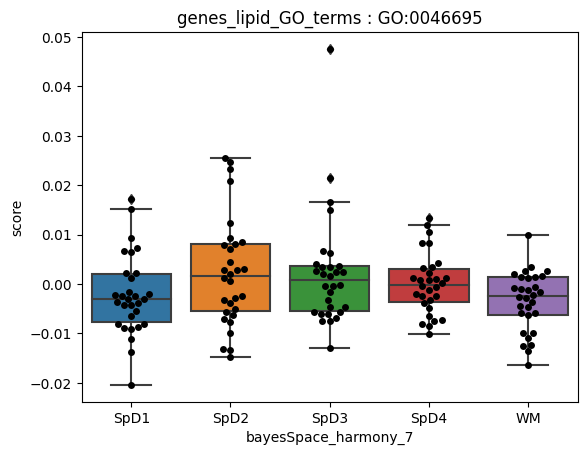 genes_lipid_GO_terms : GO:0046695
0.05
0.04
0.03
0.02
0.01
0.00
−0.01
−0.02
score
SpD1 SpD2 SpD3 SpD4 WM
bayesSpace_harmony_7